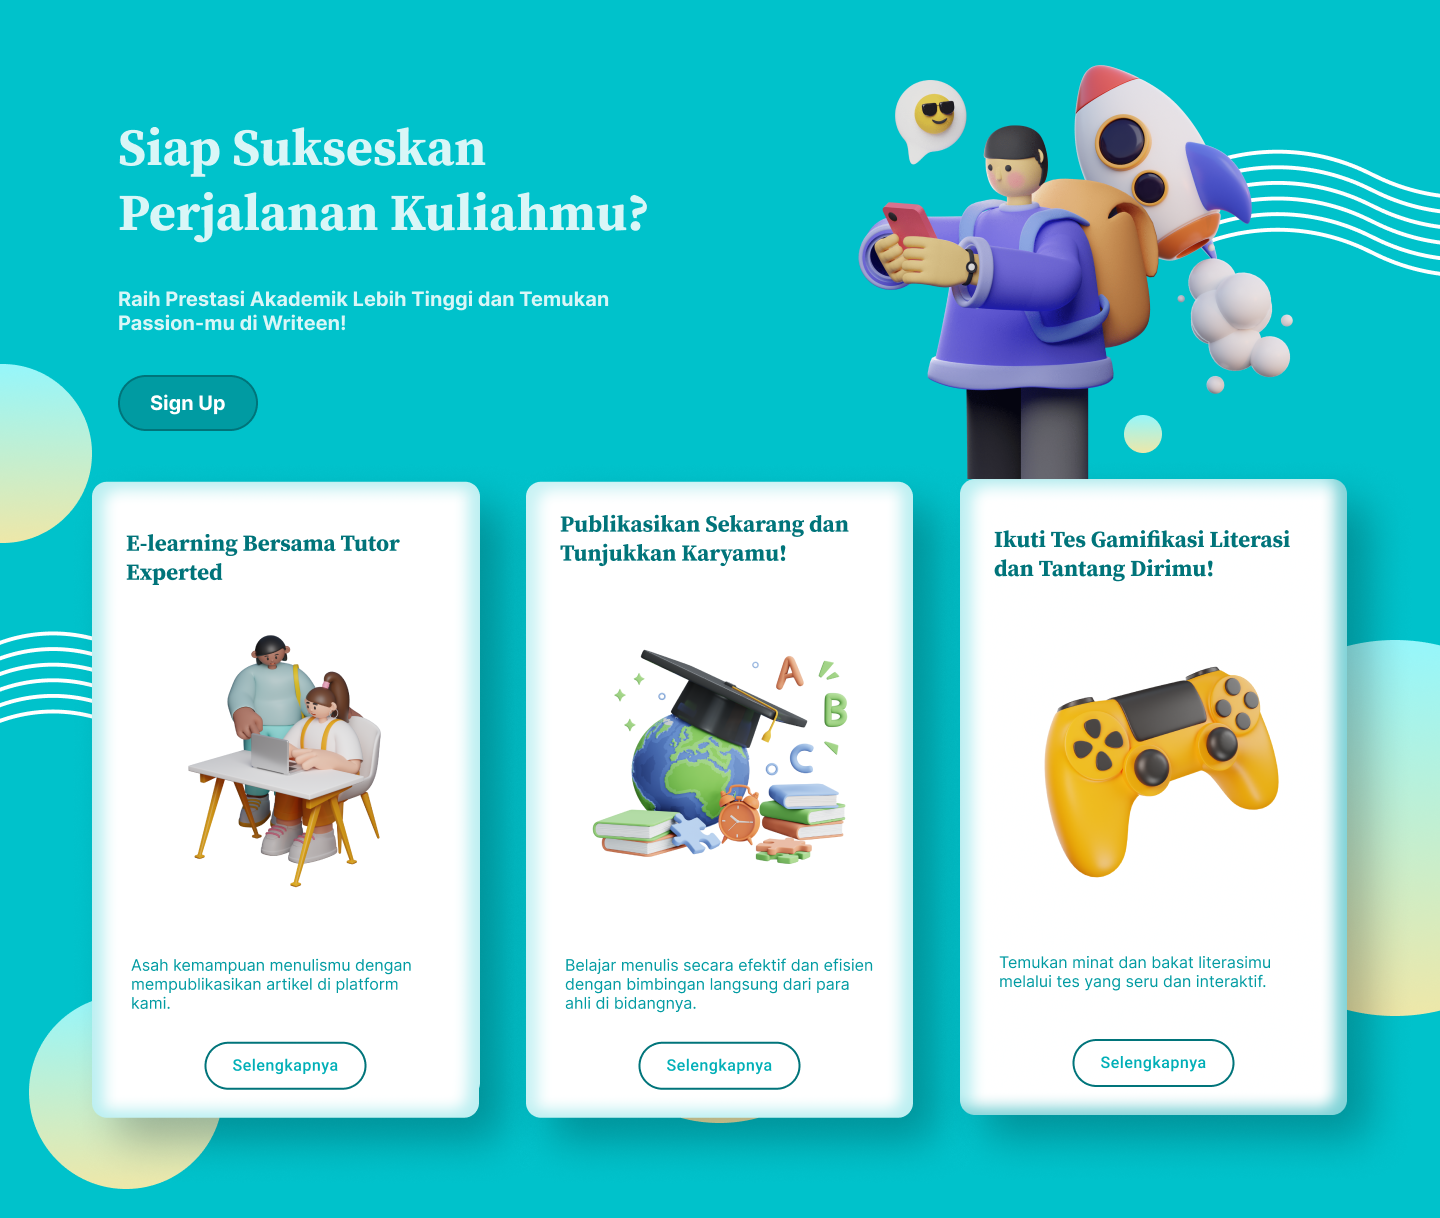 Siap Sukseskan
Perjalanan Kuliahmu?
Raih Prestasi Akademik Lebih Tinggi dan Temukan
Passion-mu di Writeen!
Sign Up
E-learning Bersama Tutor
Experted
Asah kemampuan menulismu dengan
mempublikasikan artikel di platform
kami.
Selengkapnya
Publikasikan Sekarang dan
Tunjukkan Karyamu!
A
B
C
Belajar menulis secara efektif dan efisien
dengan bimbingan langsung dari para
ahli di bidangnya.
Selengkapnya
Ikuti Tes Gamifikasi Literasi
dan Tantang Dirimu!
Temukan minat dan bakat literasimu
melalui tes yang seru dan interaktif.
Selengkapnya